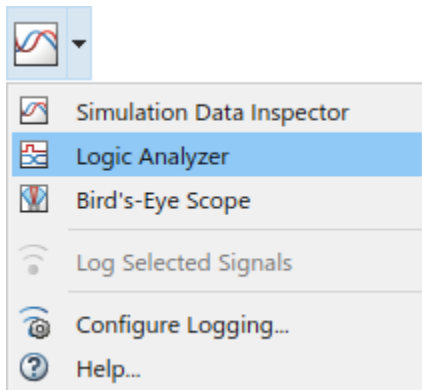 Simulation Data Inspector
Logic Analyzer
Bird's-Eye Scope
Log Selected Signals
Configure Logging...
Help...